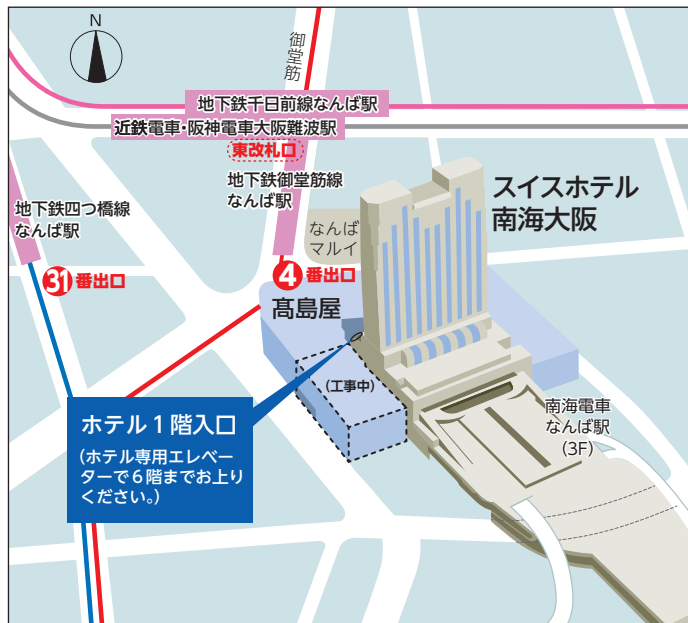 N
御堂筋
地下鉄千日前線なんば駅
近鉄電車・阪神電車大阪難波駅
東改札口
地下鉄御堂筋線
なんば駅
地下鉄四つ橋線
なんば駅
31番出口
なんば
マルイ
4番出口
スイスホテル
南海大阪
髙島屋
(工事中)
ホテル1階入口
(ホテル専用エレベー
ターで6階までお上り
ください。)
南海電車
なんば駅
(3F)